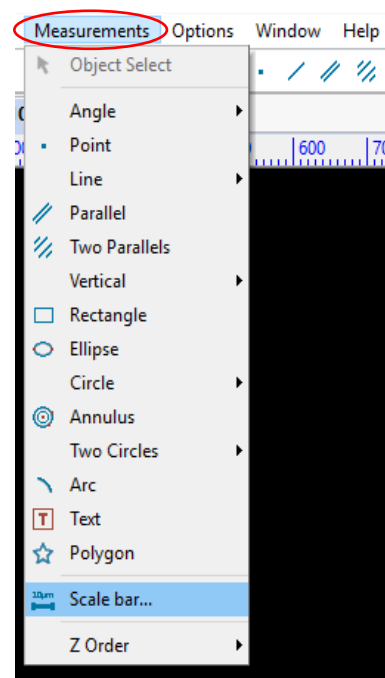 Measurements Options Window Help
Object Select
Angle
Point
600
Line
Parallel
Two Parallels
Vertical
Rectangle
Ellipse
Circle
Annulus
Two Circles
Arc
T Text
Polygon
10μm Scale bar...
Z Order